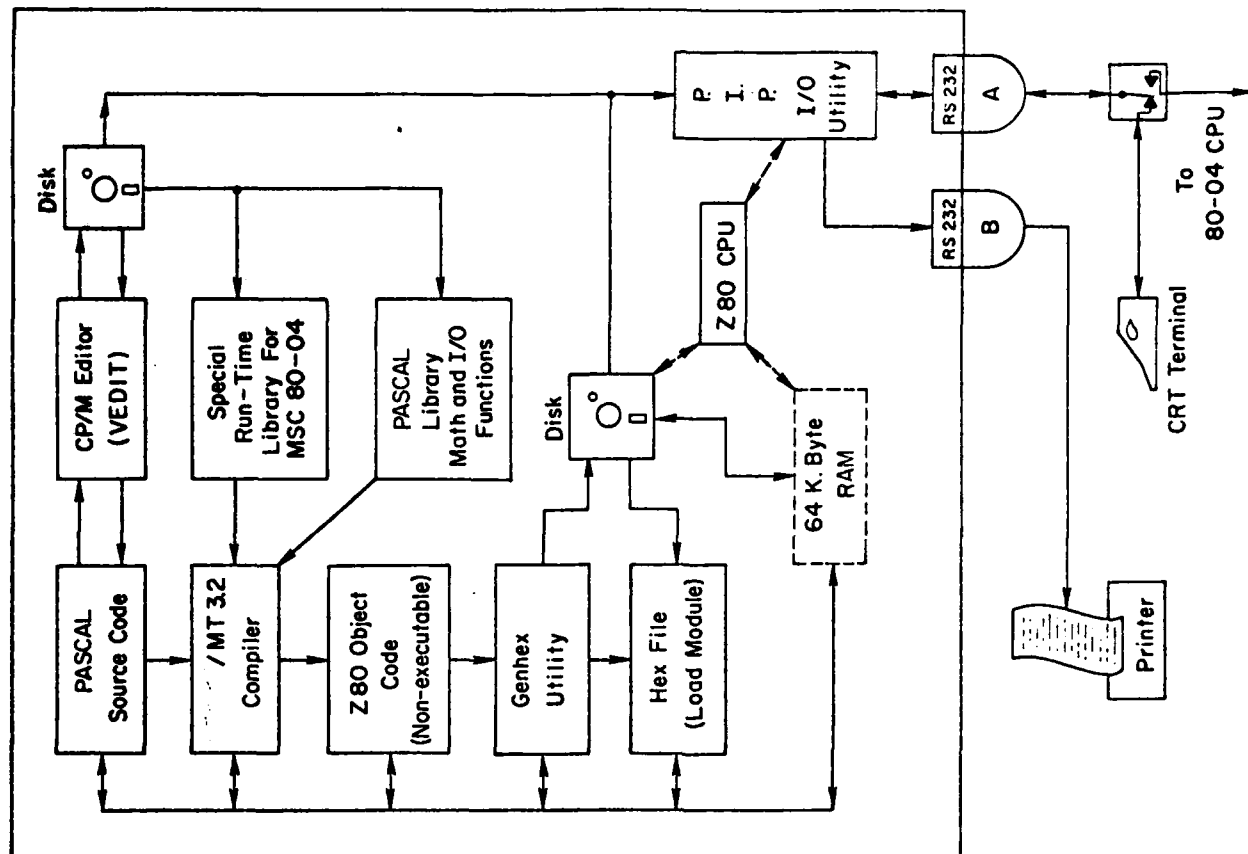 Disk
CP/M Editor
(VEDIT)
PASCAL
Source Code
Special
Run-Time
Library For
MSC 80-04
/MT 3.2
Compiler
PASCAL
Library
Math and I/O
Functions
Z80 Object
Code
(Non-executable)
Genhex
Utility
Hex File
(Load Module)
Disk
64 K. Byte
RAM
Z80 CPU
P. I. P.
I/O
Utility
RS 232
A
RS 232
B
To
80-04 CPU
CRT Terminal
Printer